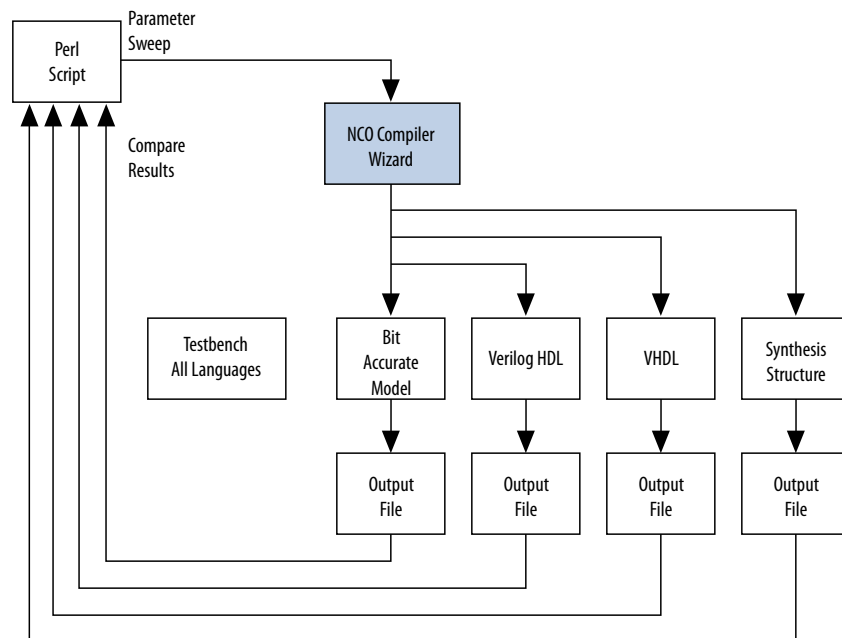 Parameter
Sweep
Perl
Script
Compare
Results
NCO Compiler
Wizard
Testbench
All Languages
Bit
Accurate
Model
Verilog HDL
VHDL
Synthesis
Structure
Output
File
Output
File
Output
File
Output
File